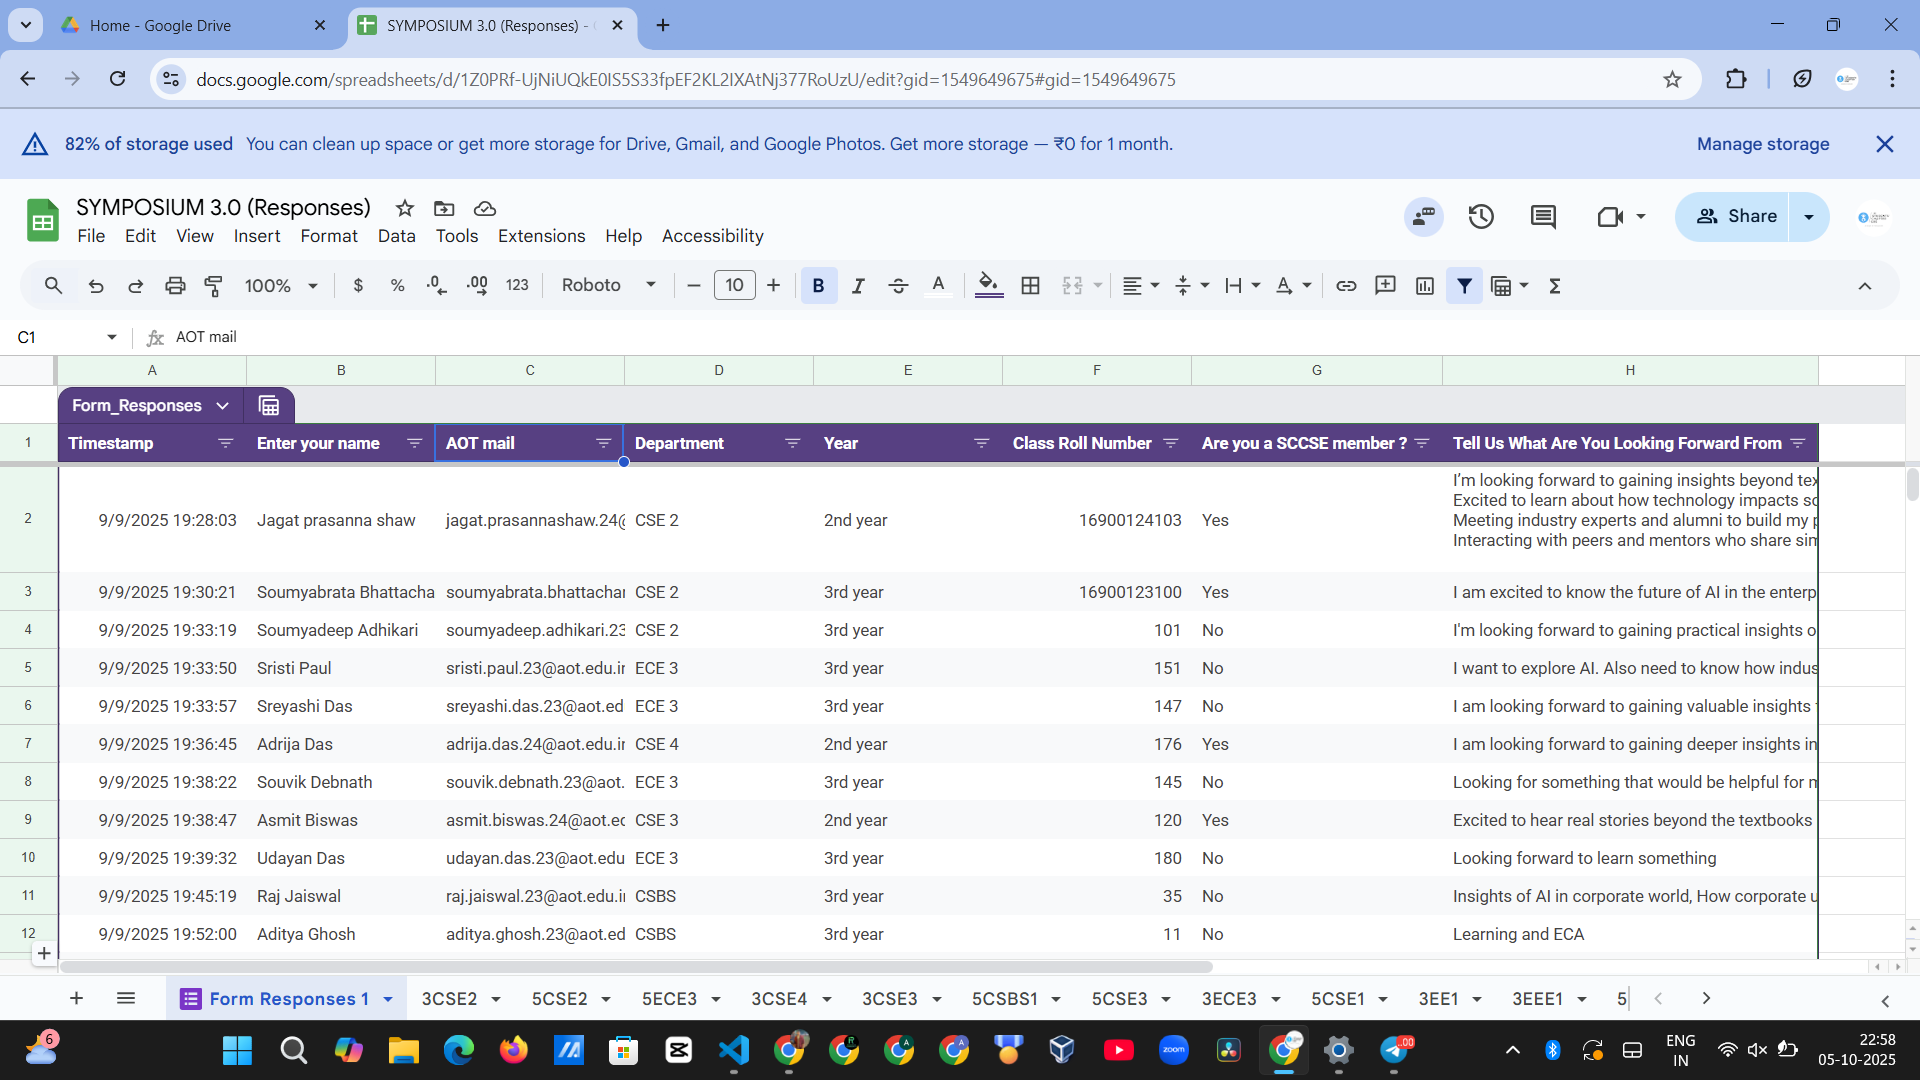 Home - Google Drive
SYMPOSIUM 3.0 (Responses) -
docs.google.com/spreadsheets/d/1Z0PRf-UjNiUQkE0IS5S33fpEF2KL2IXAtNj377RoUzU/edit?gid=1549649675#gid=1549649675
82% of storage used You can clean up space or get more storage for Drive, Gmail, and Google Photos. Get more storage — ₹0 for 1 month. Manage storage
SYMPOSIUM 3.0 (Responses)
Share
File Edit View Insert Format Data Tools Extensions Help Accessibility
100% $ % .0 .00 123 Roboto 10 B I S A A Σ
C1 fx AOT mail
A B C D E F G H
Form_Responses
1 Timestamp Enter your name AOT mail Department Year Class Roll Number Are you a SCCSE member ? Tell Us What Are You Looking Forward From
2 9/9/2025 19:28:03 Jagat prasanna shaw jagat.prasannashaw.24@ CSE 2 2nd year 16900124103 Yes I'm looking forward to gaining insights beyond tex
Excited to learn about how technology impacts so
Meeting industry experts and alumni to build my p
Interacting with peers and mentors who share sim
3 9/9/2025 19:30:21 Soumyabrata Bhattacha soumyabrata.bhattachar CSE 2 3rd year 16900123100 Yes I am excited to know the future of AI in the enterp
4 9/9/2025 19:33:19 Soumyadeep Adhikari soumyadeep.adhikari.23 CSE 2 3rd year 101 No I'm looking forward to gaining practical insights o
5 9/9/2025 19:33:50 Sristi Paul sristi.paul.23@aot.edu.in ECE 3 3rd year 151 No I want to explore AI. Also need to know how indus
6 9/9/2025 19:33:57 Sreyashi Das sreyashi.das.23@aot.ed ECE 3 3rd year 147 No I am looking forward to gaining valuable insights
7 9/9/2025 19:36:45 Adrija Das adrija.das.24@aot.edu.in CSE 4 2nd year 176 Yes I am looking forward to gaining deeper insights in
8 9/9/2025 19:38:22 Souvik Debnath souvik.debnath.23@aot. ECE 3 3rd year 145 No Looking for something that would be helpful for m
9 9/9/2025 19:38:47 Asmit Biswas asmit.biswas.24@aot.ec CSE 3 2nd year 120 Yes Excited to hear real stories beyond the textbooks
10 9/9/2025 19:39:32 Udayan Das udayan.das.23@aot.edu ECE 3 3rd year 180 No Looking forward to learn something
11 9/9/2025 19:45:19 Raj Jaiswal raj.jaiswal.23@aot.edu.in CSBS 3rd year 35 No Insights of AI in corporate world, How corporate u
12 9/9/2025 19:52:00 Aditya Ghosh aditya.ghosh.23@aot.ed CSBS 3rd year 11 No Learning and ECA
Form Responses 1 3CSE2 5CSE2 5ECE3 3CSE4 3CSE3 5CSBS1 5CSE3 3ECE3 5CSE1 3EE1 3EEE1 5
6 zoom .00 ENG 22:58
IN 05-10-2025